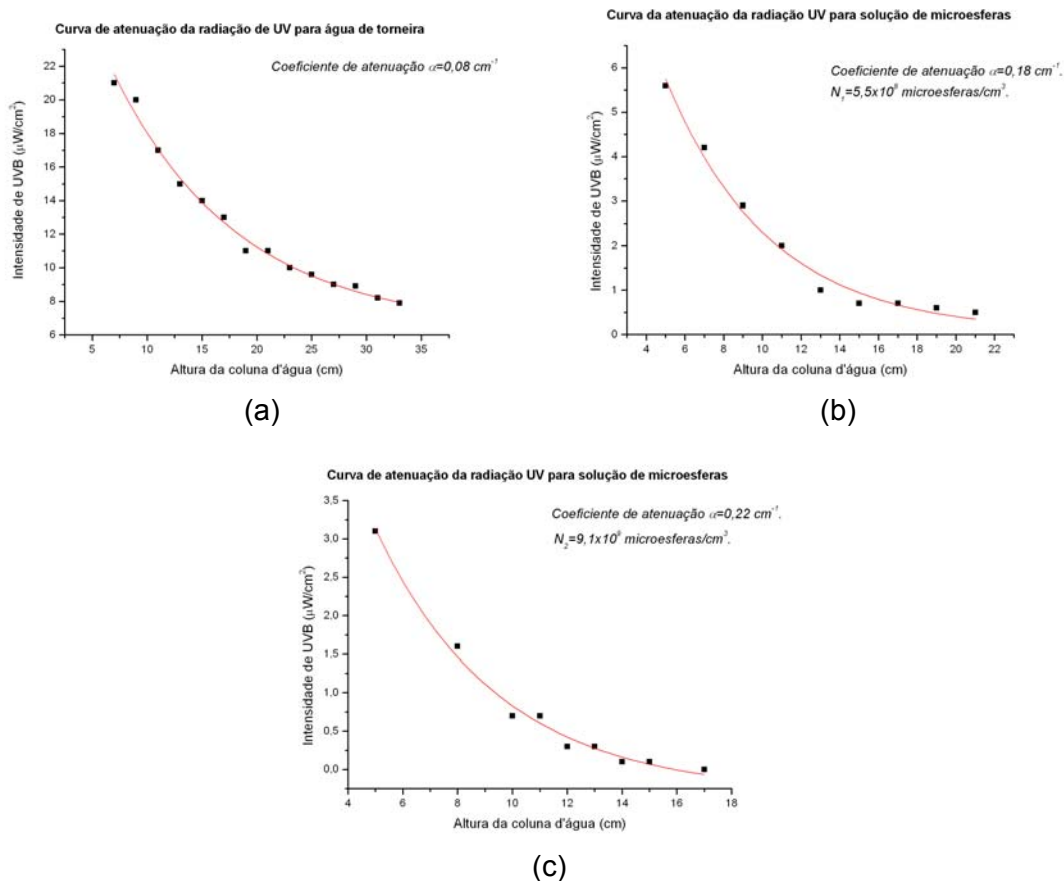 Curva de atenuação da radiação de UV para água de torneira
Coeficiente de atenuação α=0,08 cm⁻¹
Intensidade de UVB (μW/cm²)
22
20
18
16
14
12
10
8
6
5 10 15 20 25 30 35
Altura da coluna d'água (cm)
(a)
Curva da atenuação da radiação UV para solução de microesferas
Coeficiente de atenuação α=0,18 cm⁻¹.
N₁=5,5x10⁸ microesferas/cm³.
Intensidade de UVB (μW/cm²)
6
5
4
3
2
1
0
4 6 8 10 12 14 16 18 20 22
Altura da coluna d'água (cm)
(b)
Curva de atenuação da radiação UV para solução de microesferas
Coeficiente de atenuação α=0,22 cm⁻¹.
N₂=9,1x10⁸ microesferas/cm³.
Intensidade de UVB (μW/cm²)
3,5
3,0
2,5
2,0
1,5
1,0
0,5
0,0
4 6 8 10 12 14 16 18
Altura da coluna d'água (cm)
(c)